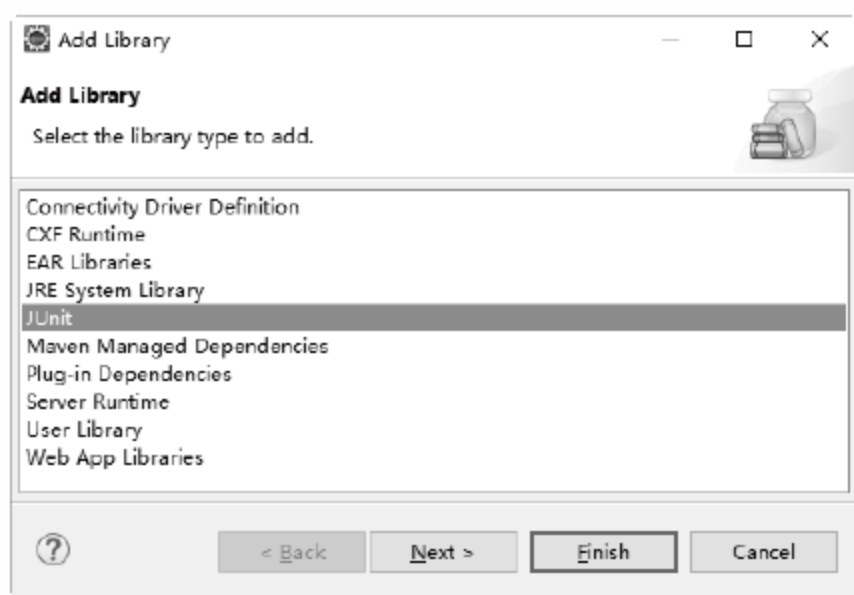 Add Library
Add Library
Select the library type to add.
Connectivity Driver Definition
CXF Runtime
EAR Libraries
JRE System Library
JUnit
Maven Managed Dependencies
Plug-in Dependencies
Server Runtime
User Library
Web App Libraries
? < Back Next > Finish Cancel